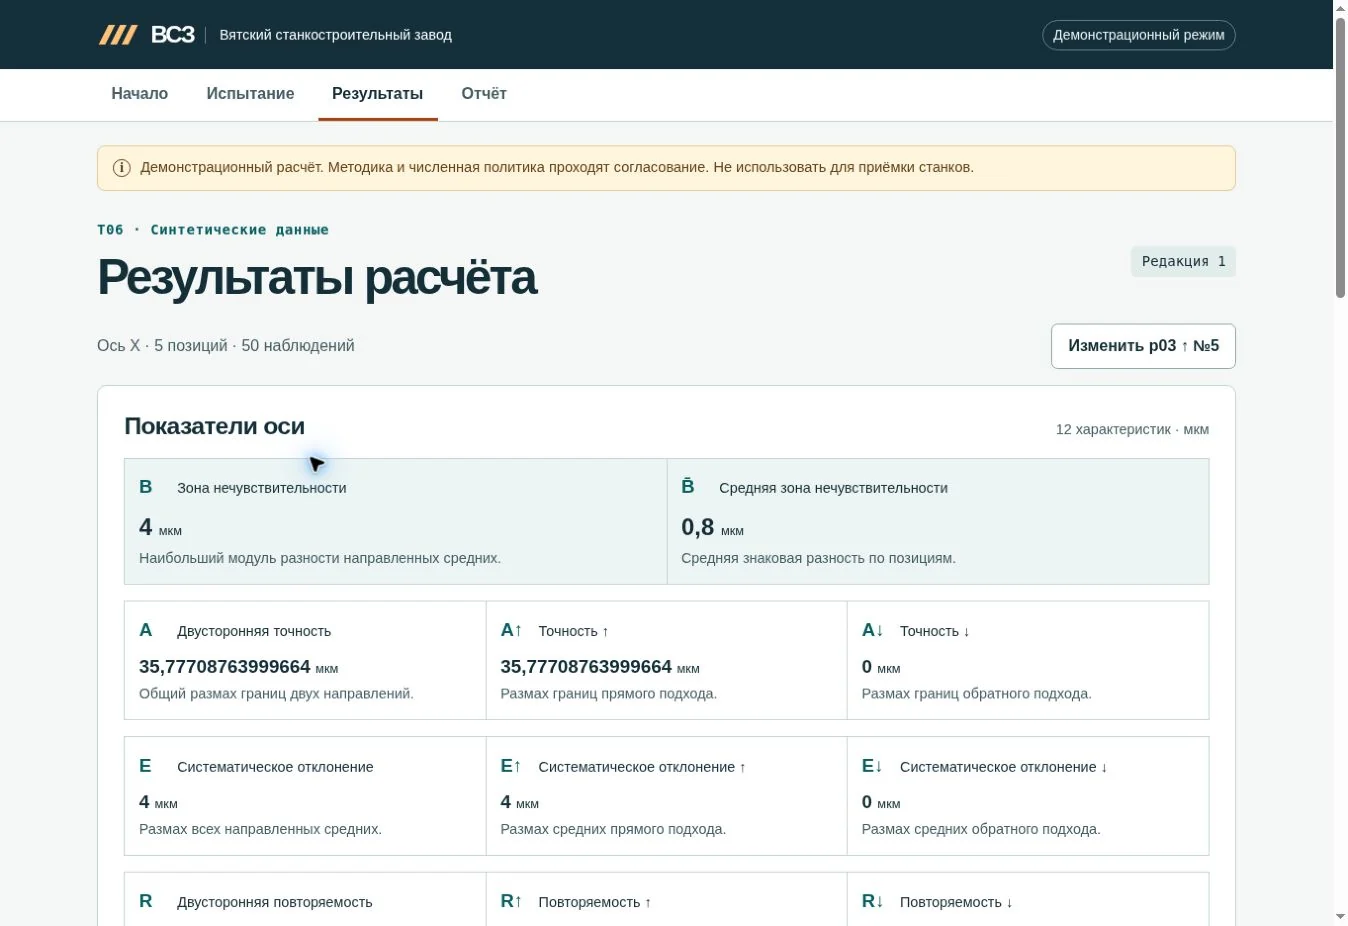 ВСЗ
Вятский станкостроительный завод
Демонстрационный режим
Начало
Испытание
Результаты
Отчёт
Демонстрационный расчёт. Методика и численная политика проходят согласование. Не использовать для приёмки станков.
T06 · Синтетические данные
Результаты расчёта
Редакция 1
Ось X · 5 позиций · 50 наблюдений
Изменить p03 ↑ №5
Показатели оси
12 характеристик · мкм
B Зона нечувствительности
4 мкм
Наибольший модуль разности направленных средних.
B̄ Средняя зона нечувствительности
0,8 мкм
Средняя знаковая разность по позициям.
A Двусторонняя точность
35,77708763999664 мкм
Общий размах границ двух направлений.
A↑ Точность ↑
35,77708763999664 мкм
Размах границ прямого подхода.
A↓ Точность ↓
0 мкм
Размах границ обратного подхода.
E Систематическое отклонение
4 мкм
Размах всех направленных средних.
E↑ Систематическое отклонение ↑
4 мкм
Размах средних прямого подхода.
E↓ Систематическое отклонение ↓
0 мкм
Размах средних обратного подхода.
R Двусторонняя повторяемость
R↑ Повторяемость ↑
R↓ Повторяемость ↓